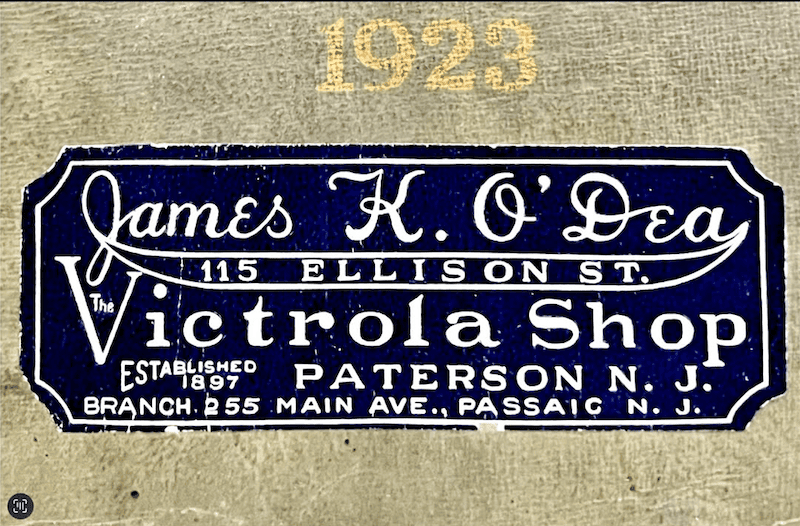 1923
James K. O'Dea
115 ELLISON ST.
The Victrola Shop
ESTABLISHED
1897
PATERSON N. J.
BRANCH. 255 MAIN AVE., PASSAIC N. J.